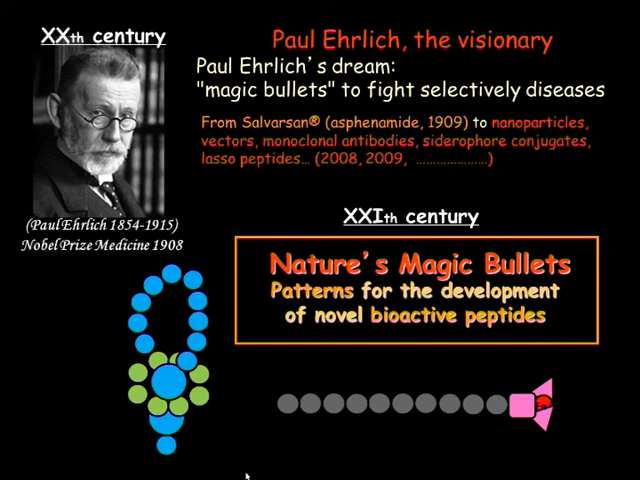 XXth century
Paul Ehrlich, the visionary
Paul Ehrlich's dream:
"magic bullets" to fight selectively diseases
From Salvarsan® (asphenamide, 1909) to nanoparticles,
vectors, monoclonal antibodies, siderophore conjugates,
lasso peptides… (2008, 2009, …………………)
(Paul Ehrlich 1854-1915)
Nobel Prize Medicine 1908
XXIth century
Nature's Magic Bullets
Patterns for the development
of novel bioactive peptides